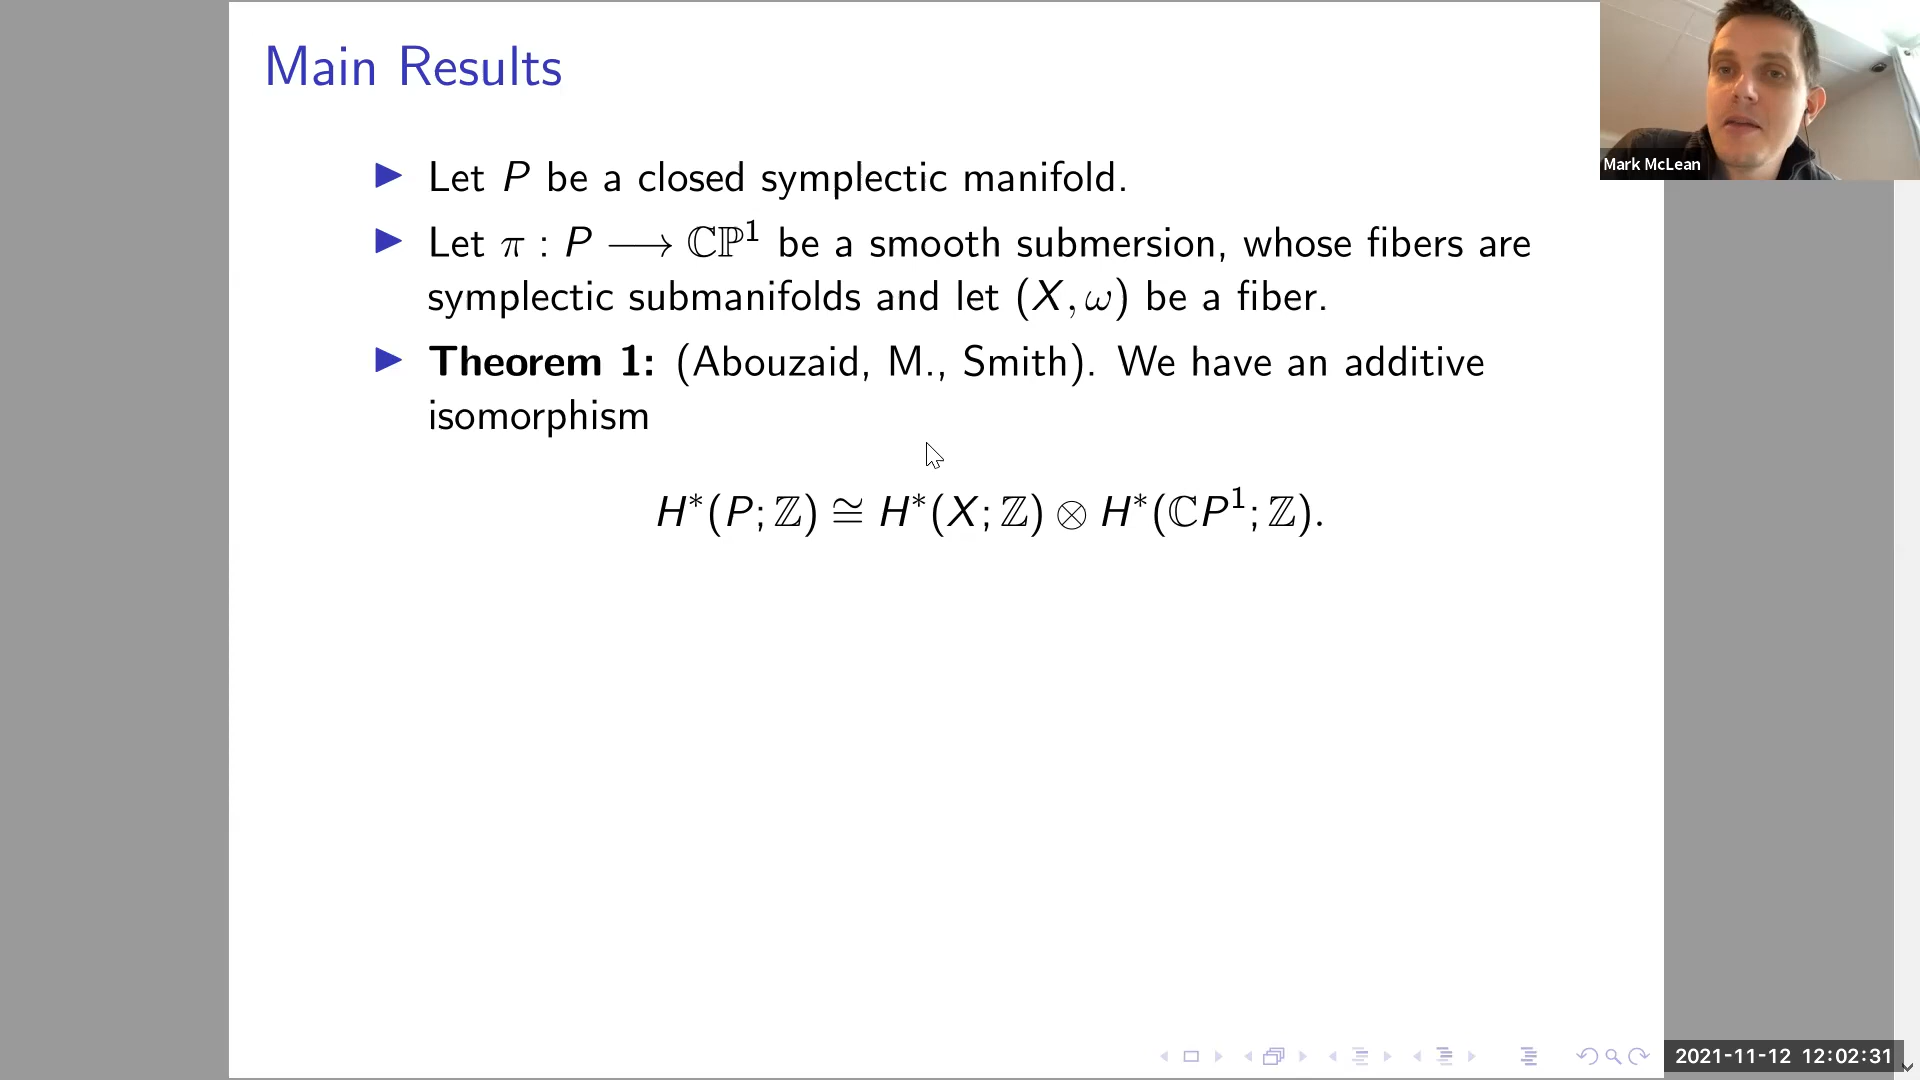 Main Results
▶ Let P be a closed symplectic manifold.
▶ Let π : P ⟶ ℂℙ¹ be a smooth submersion, whose fibers are
symplectic submanifolds and let (X, ω) be a fiber.
▶ Theorem 1: (Abouzaid, M., Smith). We have an additive
isomorphism
H*(P; ℤ) ≅ H*(X; ℤ) ⊗ H*(ℂP¹; ℤ).
Mark McLean
2021-11-12 12:02:31